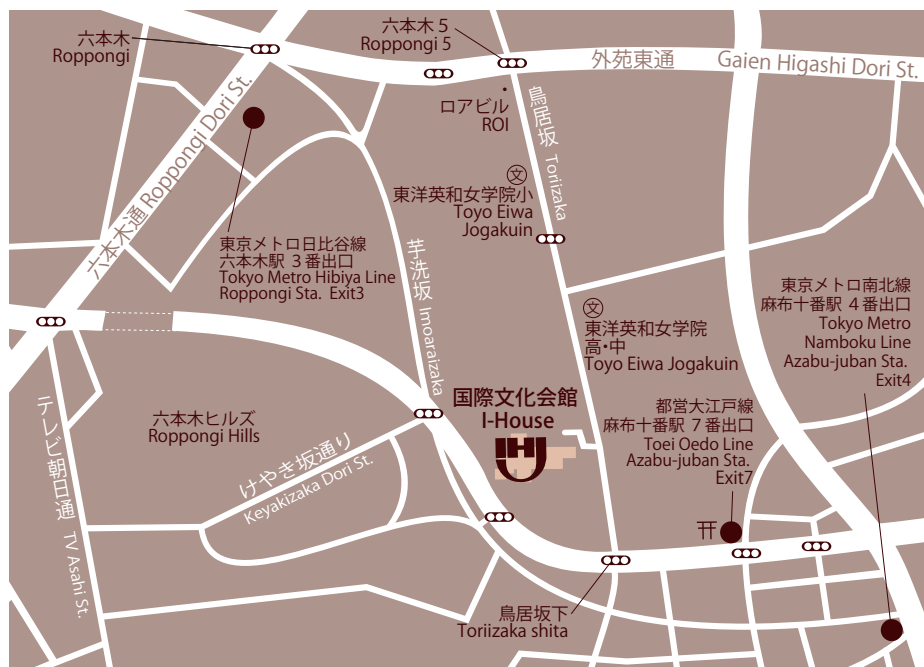 六本木
Roppongi
六本木 5
Roppongi 5
外苑東通 Gaien Higashi Dori St.
六本木通 Roppongi Dori St.
ロアビル
ROI
鳥居坂 Toriizaka
文
東洋英和女学院小
Toyo Eiwa
Jogakuin
東京メトロ日比谷線
六本木駅 3番出口
Tokyo Metro Hibiya Line
Roppongi Sta. Exit3
芋洗坂 Imoaraizaka
東京メトロ南北線
麻布十番駅 4番出口
Tokyo Metro
Namboku Line
Azabu-juban Sta.
Exit4
文
東洋英和女学院
高・中
Toyo Eiwa Jogakuin
国際文化会館
I-House
IHJ
六本木ヒルズ
Roppongi Hills
都営大江戸線
麻布十番駅 7番出口
Toei Oedo Line
Azabu-juban Sta.
Exit7
けやき坂通り
Keyakizaka Dori St.
テレビ朝日通 TV Asahi St.
鳥居坂下
Toriizaka shita